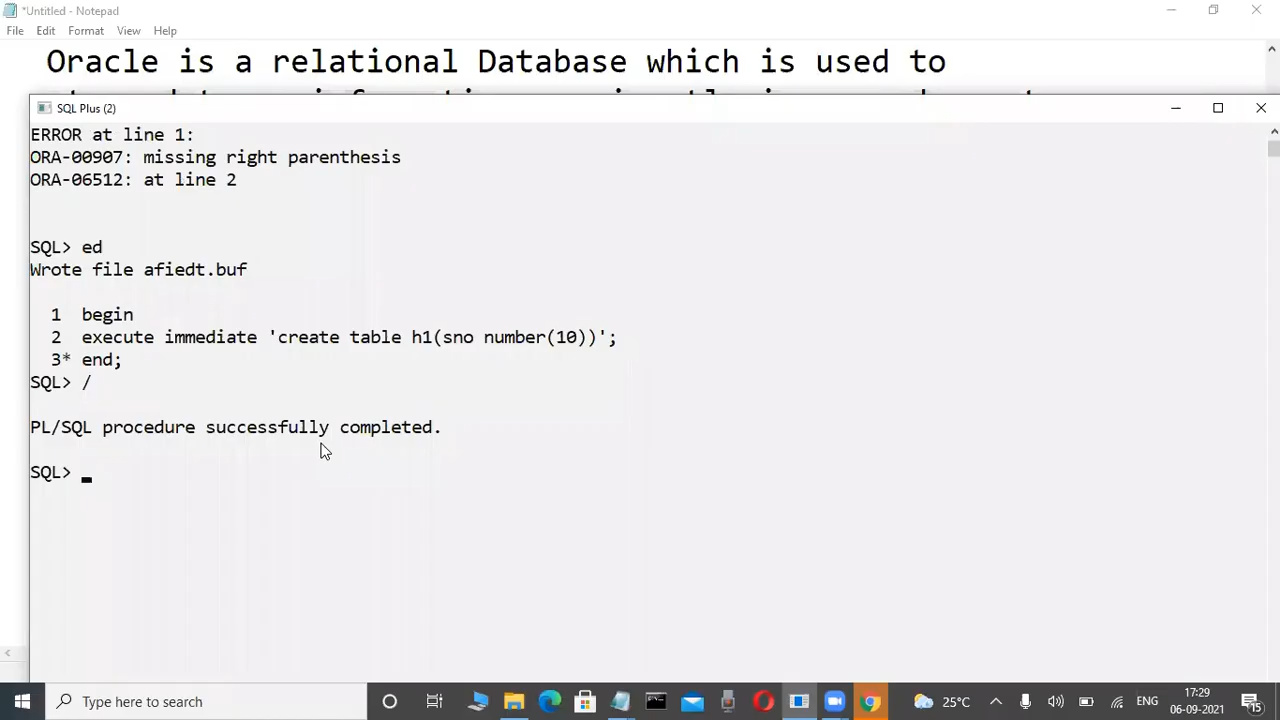 *Untitled - Notepad
File Edit Format View Help
Oracle is a relational Database which is used to
SQL Plus (2)
ERROR at line 1:
ORA-00907: missing right parenthesis
ORA-06512: at line 2
SQL> ed
Wrote file afiedt.buf
1 begin
2 execute immediate 'create table h1(sno number(10))';
3* end;
SQL> /
PL/SQL procedure successfully completed.
SQL>
Type here to search
25°C
ENG
17:29
06-09-2021
15